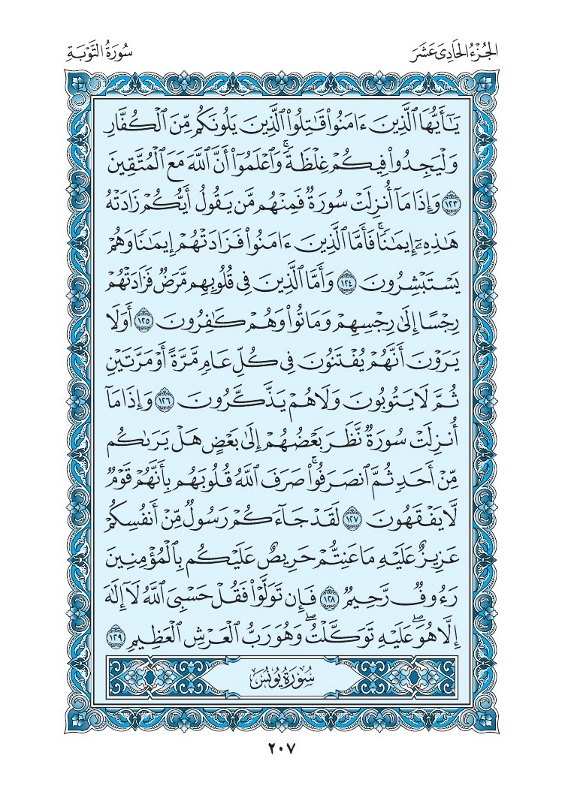 الجُزْءُ الحَادِى عَشَرَ
سُورَةُ التَّوْبَةِ
يَـٰٓأَيُّهَا ٱلَّذِينَ ءَامَنُوا۟ قَـٰتِلُوا۟ ٱلَّذِينَ يَلُونَكُم مِّنَ ٱلْكُفَّارِ
وَلْيَجِدُوا۟ فِيكُمْ غِلْظَةً ۚ وَٱعْلَمُوٓا۟ أَنَّ ٱللَّهَ مَعَ ٱلْمُتَّقِينَ
١٢٣ وَإِذَا مَآ أُنزِلَتْ سُورَةٌ فَمِنْهُم مَّن يَقُولُ أَيُّكُمْ زَادَتْهُ
هَـٰذِهِۦٓ إِيمَـٰنًا ۚ فَأَمَّا ٱلَّذِينَ ءَامَنُوا۟ فَزَادَتْهُمْ إِيمَـٰنًا وَهُمْ
يَسْتَبْشِرُونَ ١٢٤ وَأَمَّا ٱلَّذِينَ فِى قُلُوبِهِم مَّرَضٌ فَزَادَتْهُمْ
رِجْسًا إِلَىٰ رِجْسِهِمْ وَمَاتُوا۟ وَهُمْ كَـٰفِرُونَ ١٢٥ أَوَلَا
يَرَوْنَ أَنَّهُمْ يُفْتَنُونَ فِى كُلِّ عَامٍ مَّرَّةً أَوْ مَرَّتَيْنِ
ثُمَّ لَا يَتُوبُونَ وَلَا هُمْ يَذَّكَّرُونَ ١٢٦ وَإِذَا مَآ
أُنزِلَتْ سُورَةٌ نَّظَرَ بَعْضُهُمْ إِلَىٰ بَعْضٍ هَلْ يَرَىٰكُم
مِّنْ أَحَدٍ ثُمَّ ٱنصَرَفُوا۟ ۚ صَرَفَ ٱللَّهُ قُلُوبَهُم بِأَنَّهُمْ قَوْمٌ
لَّا يَفْقَهُونَ ١٢٧ لَقَدْ جَآءَكُمْ رَسُولٌ مِّنْ أَنفُسِكُمْ
عَزِيزٌ عَلَيْهِ مَا عَنِتُّمْ حَرِيصٌ عَلَيْكُم بِٱلْمُؤْمِنِينَ
رَءُوفٌ رَّحِيمٌ ١٢٨ فَإِن تَوَلَّوْا۟ فَقُلْ حَسْبِىَ ٱللَّهُ لَآ إِلَـٰهَ
إِلَّا هُوَ ۖ عَلَيْهِ تَوَكَّلْتُ ۖ وَهُوَ رَبُّ ٱلْعَرْشِ ٱلْعَظِيمِ ١٢٩
سُورَةُ يُونُسَ
٢٠٧